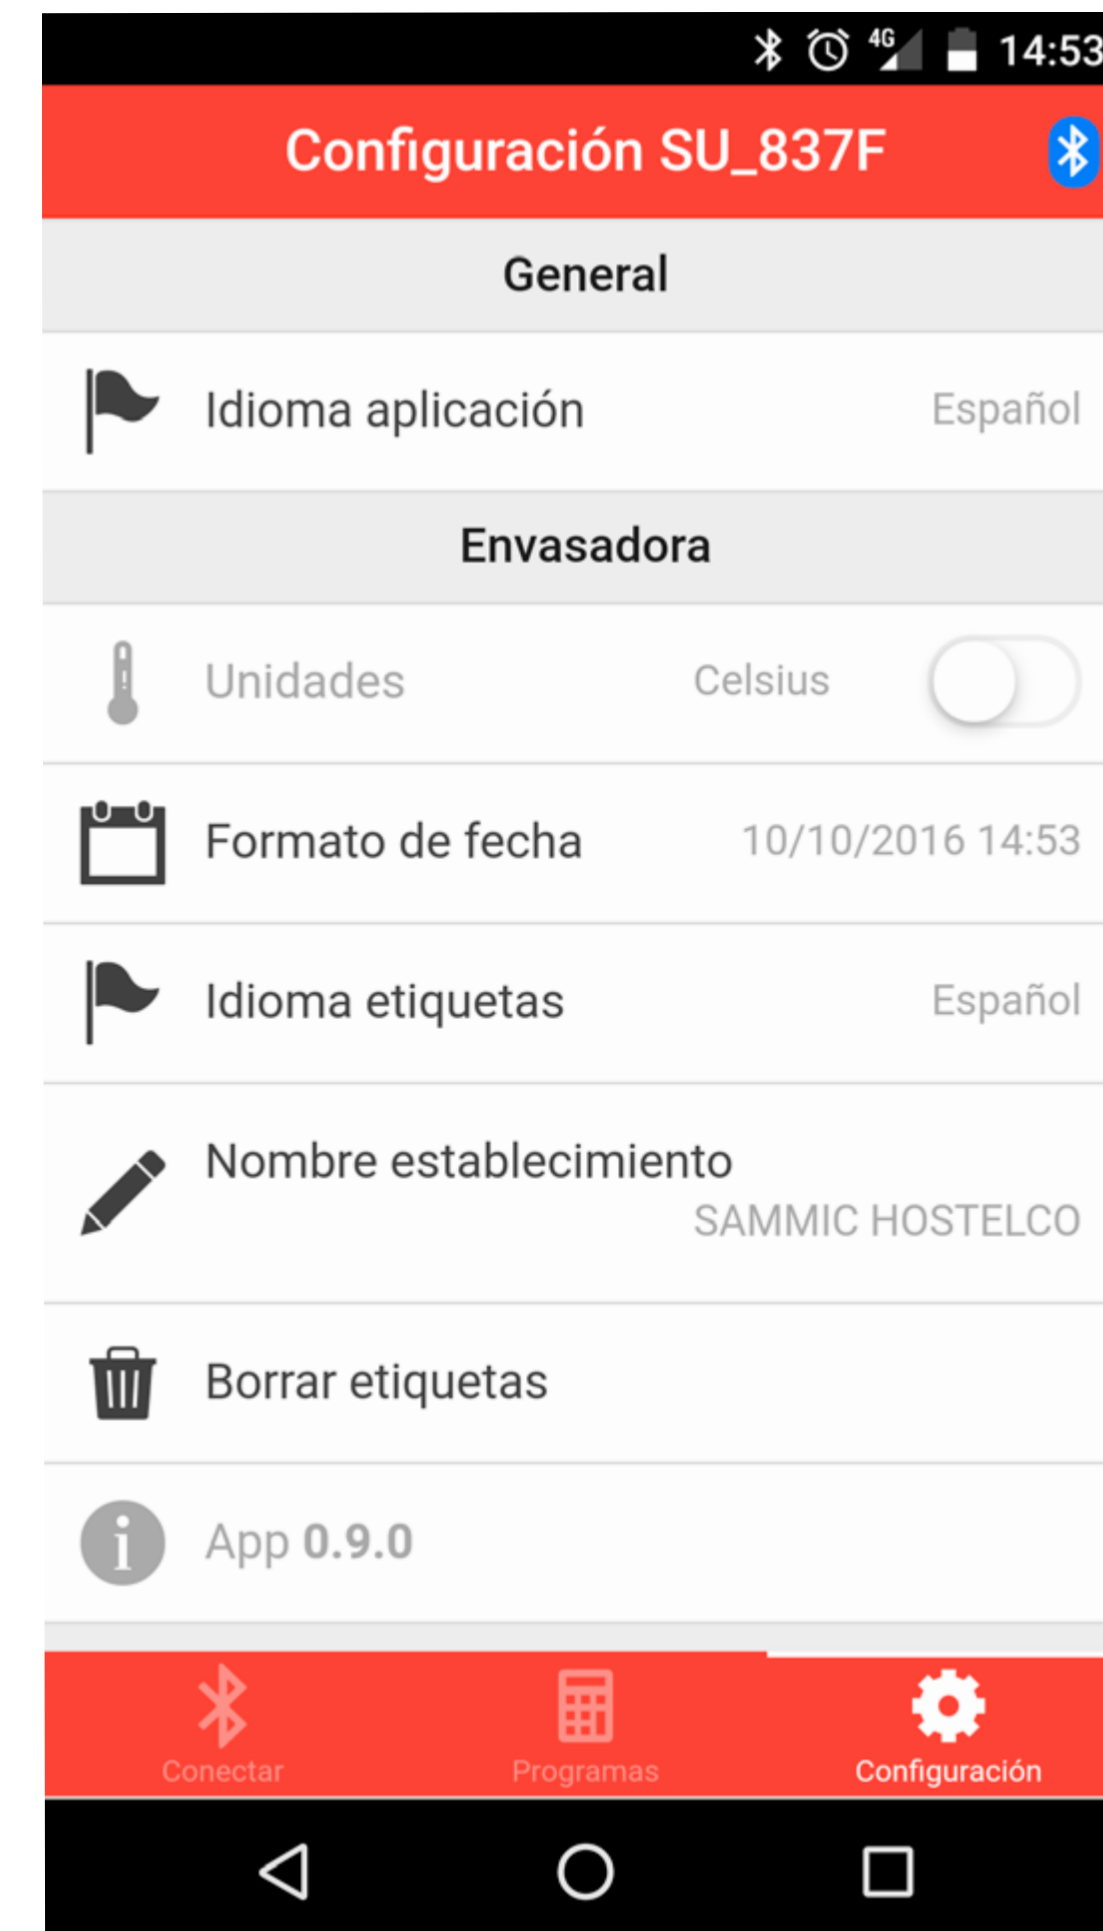 4G 14:53
Configuración SU_837F
General
Idioma aplicación Español
Envasadora
Unidades Celsius
Formato de fecha 10/10/2016 14:53
Idioma etiquetas Español
Nombre establecimiento
SAMMIC HOSTELCO
Borrar etiquetas
App 0.9.0
Conectar Programas Configuración